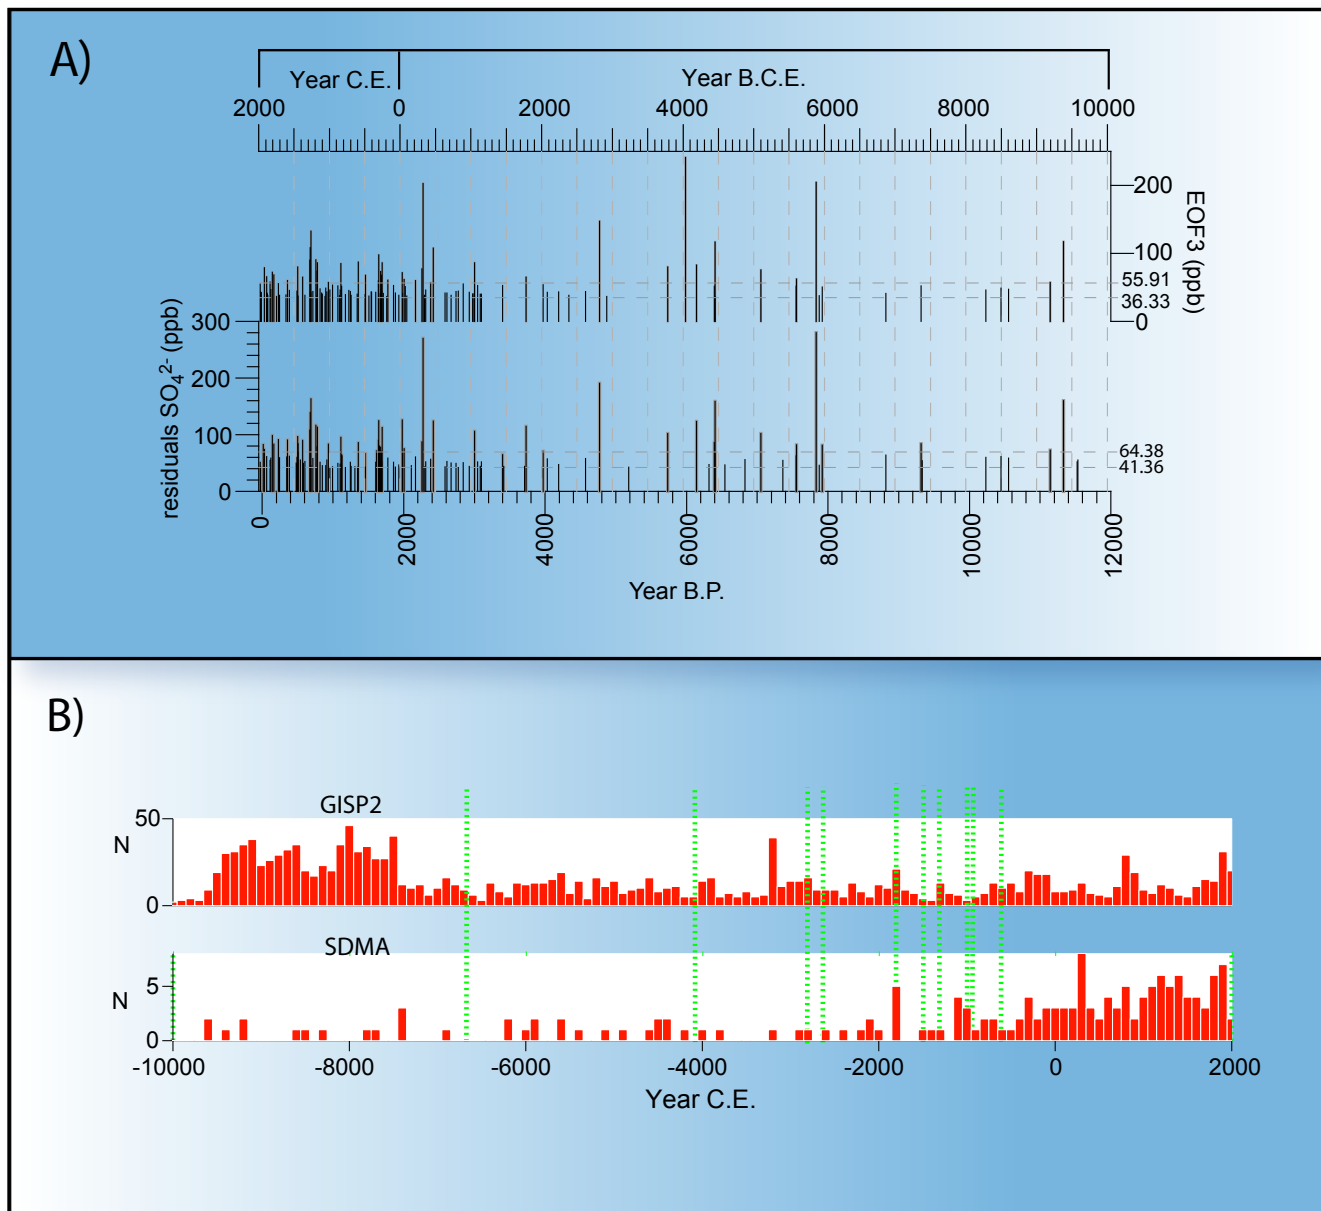 A)
Year C.E. Year B.C.E.
2000 0 2000 4000 6000 8000 10000
200
100
55.91
36.33
0
EOF3 (ppb)
300
200
100
0
residuals SO₄²⁻ (ppb)
64.38
41.36
0 2000 4000 6000 8000 10000 12000
Year B.P.
B)
GISP2
50
N
0
SDMA
5
N
0
-10000 -8000 -6000 -4000 -2000 0 2000
Year C.E.